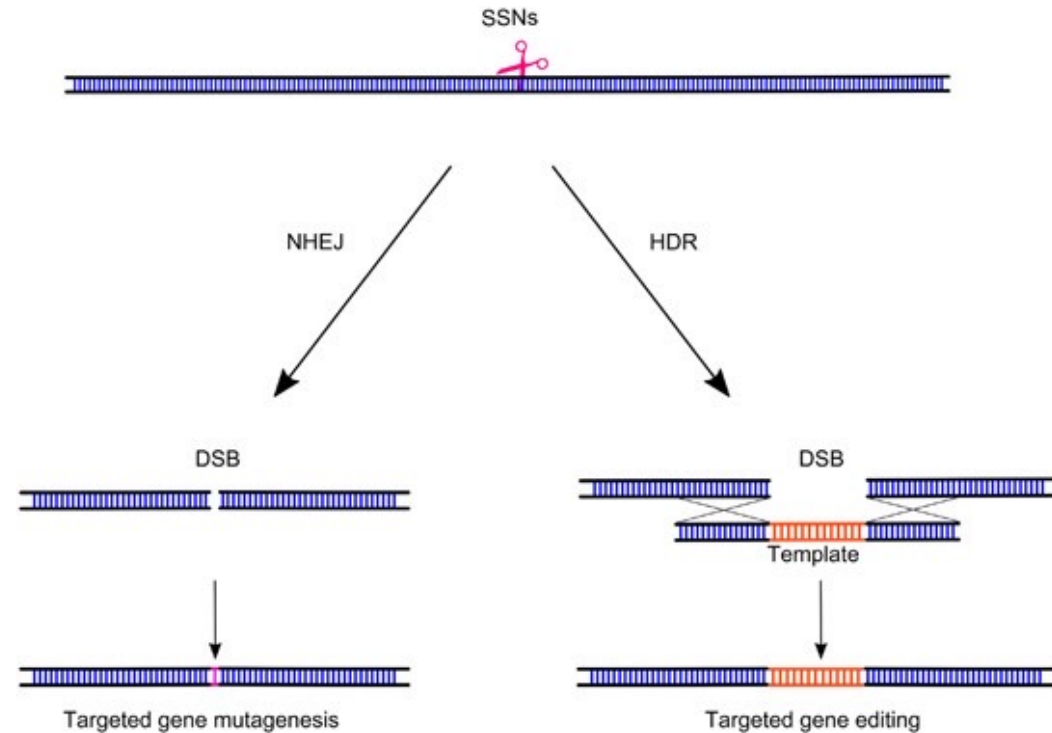 SSNs
NHEJ
HDR
DSB
DSB
Template
Targeted gene mutagenesis
Targeted gene editing